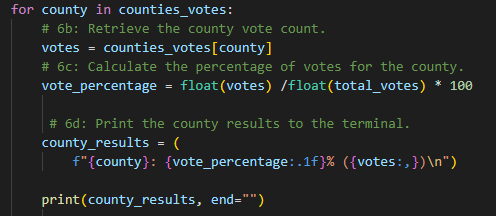 for county in counties_votes:
    # 6b: Retrieve the county vote count.
    votes = counties_votes[county]
    # 6c: Calculate the percentage of votes for the county.
    vote_percentage = float(votes) /float(total_votes) * 100
     # 6d: Print the county results to the terminal.
    county_results = (
        f"{county}: {vote_percentage:.1f}% ({votes:,})\n")
    print(county_results, end="")